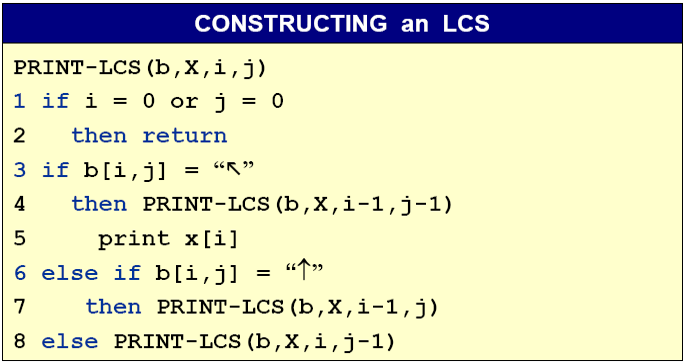 CONSTRUCTING an LCS
PRINT-LCS(b,X,i,j)
1 if i = 0 or j = 0
2 then return
3 if b[i,j] = “↖”
4 then PRINT-LCS(b,X,i-1,j-1)
5 print x[i]
6 else if b[i,j] = “↑”
7 then PRINT-LCS(b,X,i-1,j)
8 else PRINT-LCS(b,X,i,j-1)